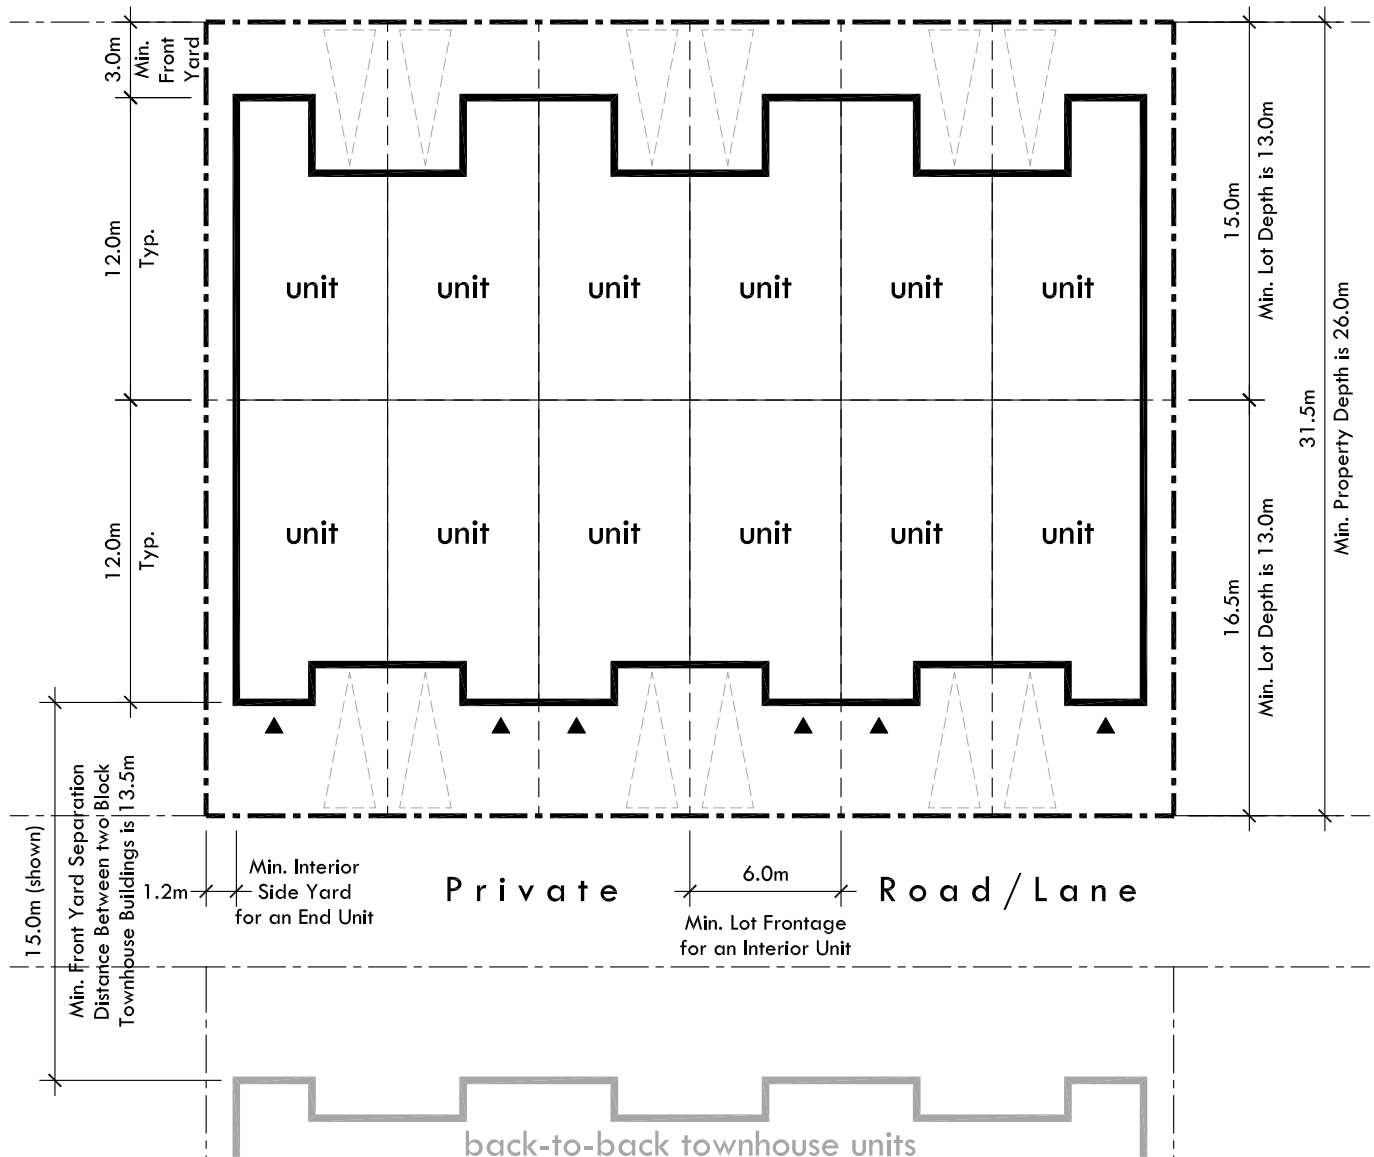 3.0m
Min.
Front
Yard
12.0m
Typ.
12.0m
Typ.
unit unit unit unit unit unit
unit unit unit unit unit unit
15.0m
Min. Lot Depth is 13.0m
16.5m
Min. Lot Depth is 13.0m
31.5m
Min. Property Depth is 26.0m
15.0m (shown)
Min. Front Yard Separation
Distance Between two Block
Townhouse Buildings is 13.5m
1.2m
Min. Interior
Side Yard
for an End Unit
Private Road/Lane
6.0m
Min. Lot Frontage
for an Interior Unit
back-to-back townhouse units